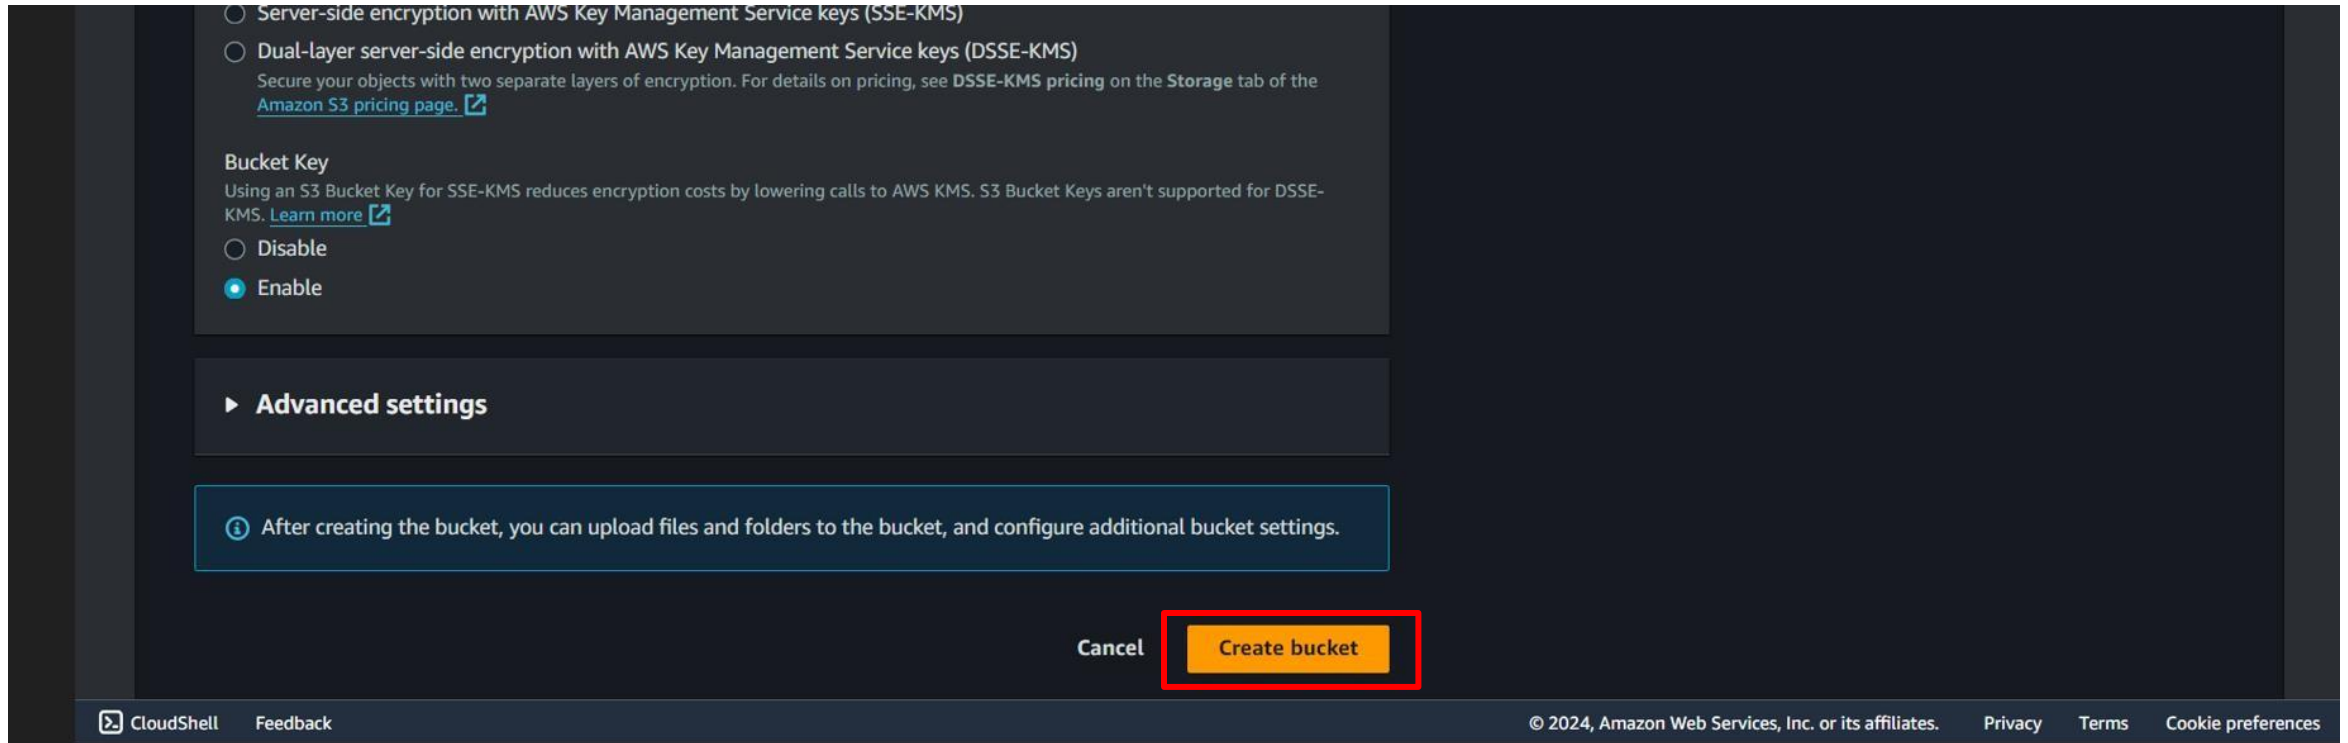 Server-side encryption with AWS Key Management Service keys (SSE-KMS)
Dual-layer server-side encryption with AWS Key Management Service keys (DSSE-KMS)
Secure your objects with two separate layers of encryption. For details on pricing, see DSSE-KMS pricing on the Storage tab of the
Amazon S3 pricing page.
Bucket Key
Using an S3 Bucket Key for SSE-KMS reduces encryption costs by lowering calls to AWS KMS. S3 Bucket Keys aren't supported for DSSE-
KMS. Learn more
Disable
Enable
Advanced settings
After creating the bucket, you can upload files and folders to the bucket, and configure additional bucket settings.
Cancel Create bucket
CloudShell Feedback © 2024, Amazon Web Services, Inc. or its affiliates. Privacy Terms Cookie preferences